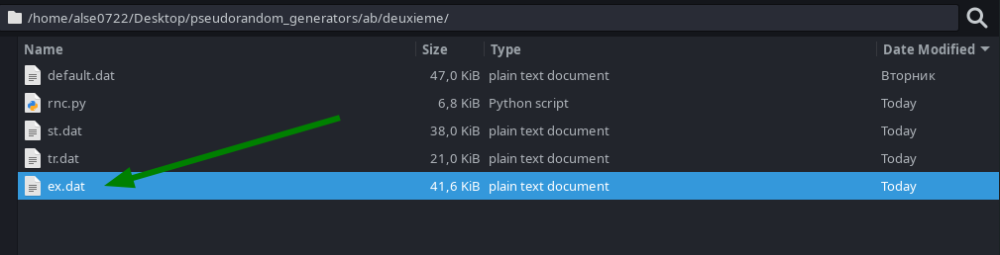 /home/alse0722/Desktop/pseudorandom_generators/ab/deuxieme/
Name Size Type Date Modified
default.dat 47,0 KiB plain text document Вторник
rnc.py 6,8 KiB Python script Today
st.dat 38,0 KiB plain text document Today
tr.dat 21,0 KiB plain text document Today
ex.dat 41,6 KiB plain text document Today